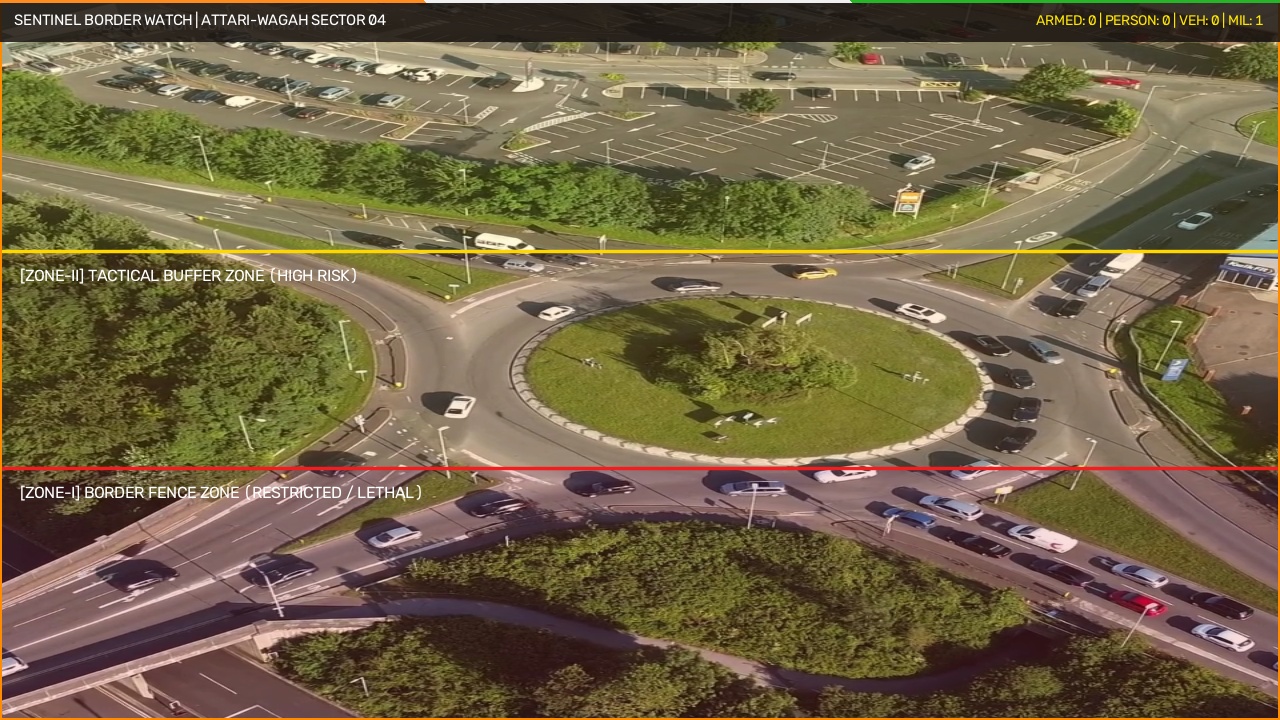 SENTINEL BORDER WATCH | ATTARI-WAGAH SECTOR 04
ARMED: 0 | PERSON: 0 | VEH: 0 | MIL: 1
[ZONE-II] TACTICAL BUFFER ZONE (HIGH RISK)
[ZONE-I] BORDER FENCE ZONE (RESTRICTED / LETHAL)